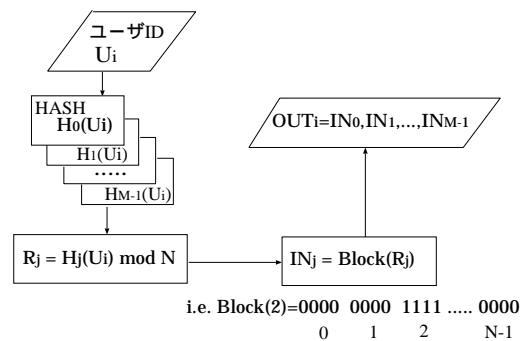 ユーザID
Ui
HASH
H0(Ui)
H1(Ui)
.....
HM-1(Ui)
Rj = Hj(Ui) mod N
INj = Block(Rj)
OUTi=IN0,IN1,...,INM-1
i.e. Block(2)=0000 0000 1111 ..... 0000
0 1 2 N-1